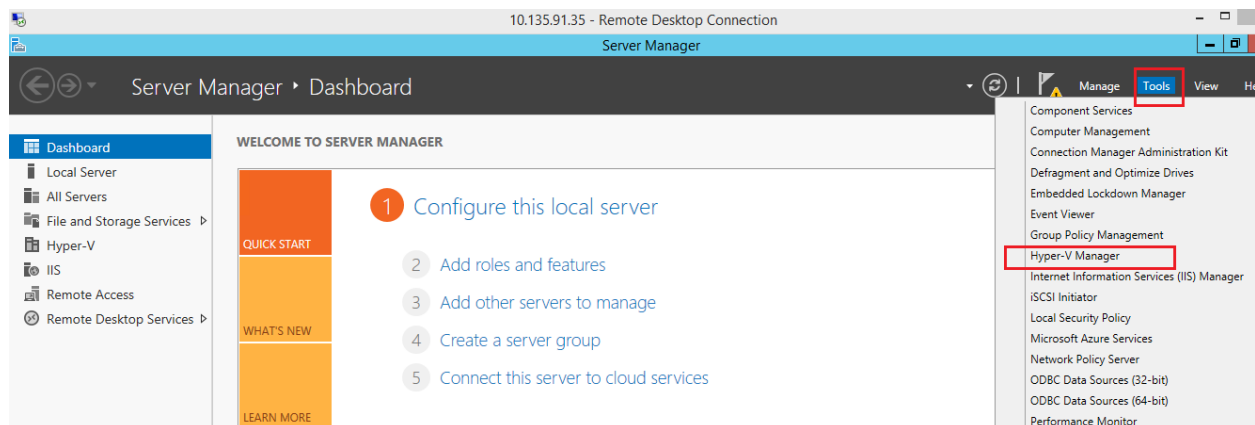 10.135.91.35 - Remote Desktop Connection
Server Manager
Server Manager • Dashboard
Manage Tools View
Dashboard
Local Server
All Servers
File and Storage Services
Hyper-V
IIS
Remote Access
Remote Desktop Services
WELCOME TO SERVER MANAGER
QUICK START
WHAT'S NEW
LEARN MORE
1 Configure this local server
2 Add roles and features
3 Add other servers to manage
4 Create a server group
5 Connect this server to cloud services
Component Services
Computer Management
Connection Manager Administration Kit
Defragment and Optimize Drives
Embedded Lockdown Manager
Event Viewer
Group Policy Management
Hyper-V Manager
Internet Information Services (IIS) Manager
iSCSI Initiator
Local Security Policy
Microsoft Azure Services
Network Policy Server
ODBC Data Sources (32-bit)
ODBC Data Sources (64-bit)
Performance Monitor